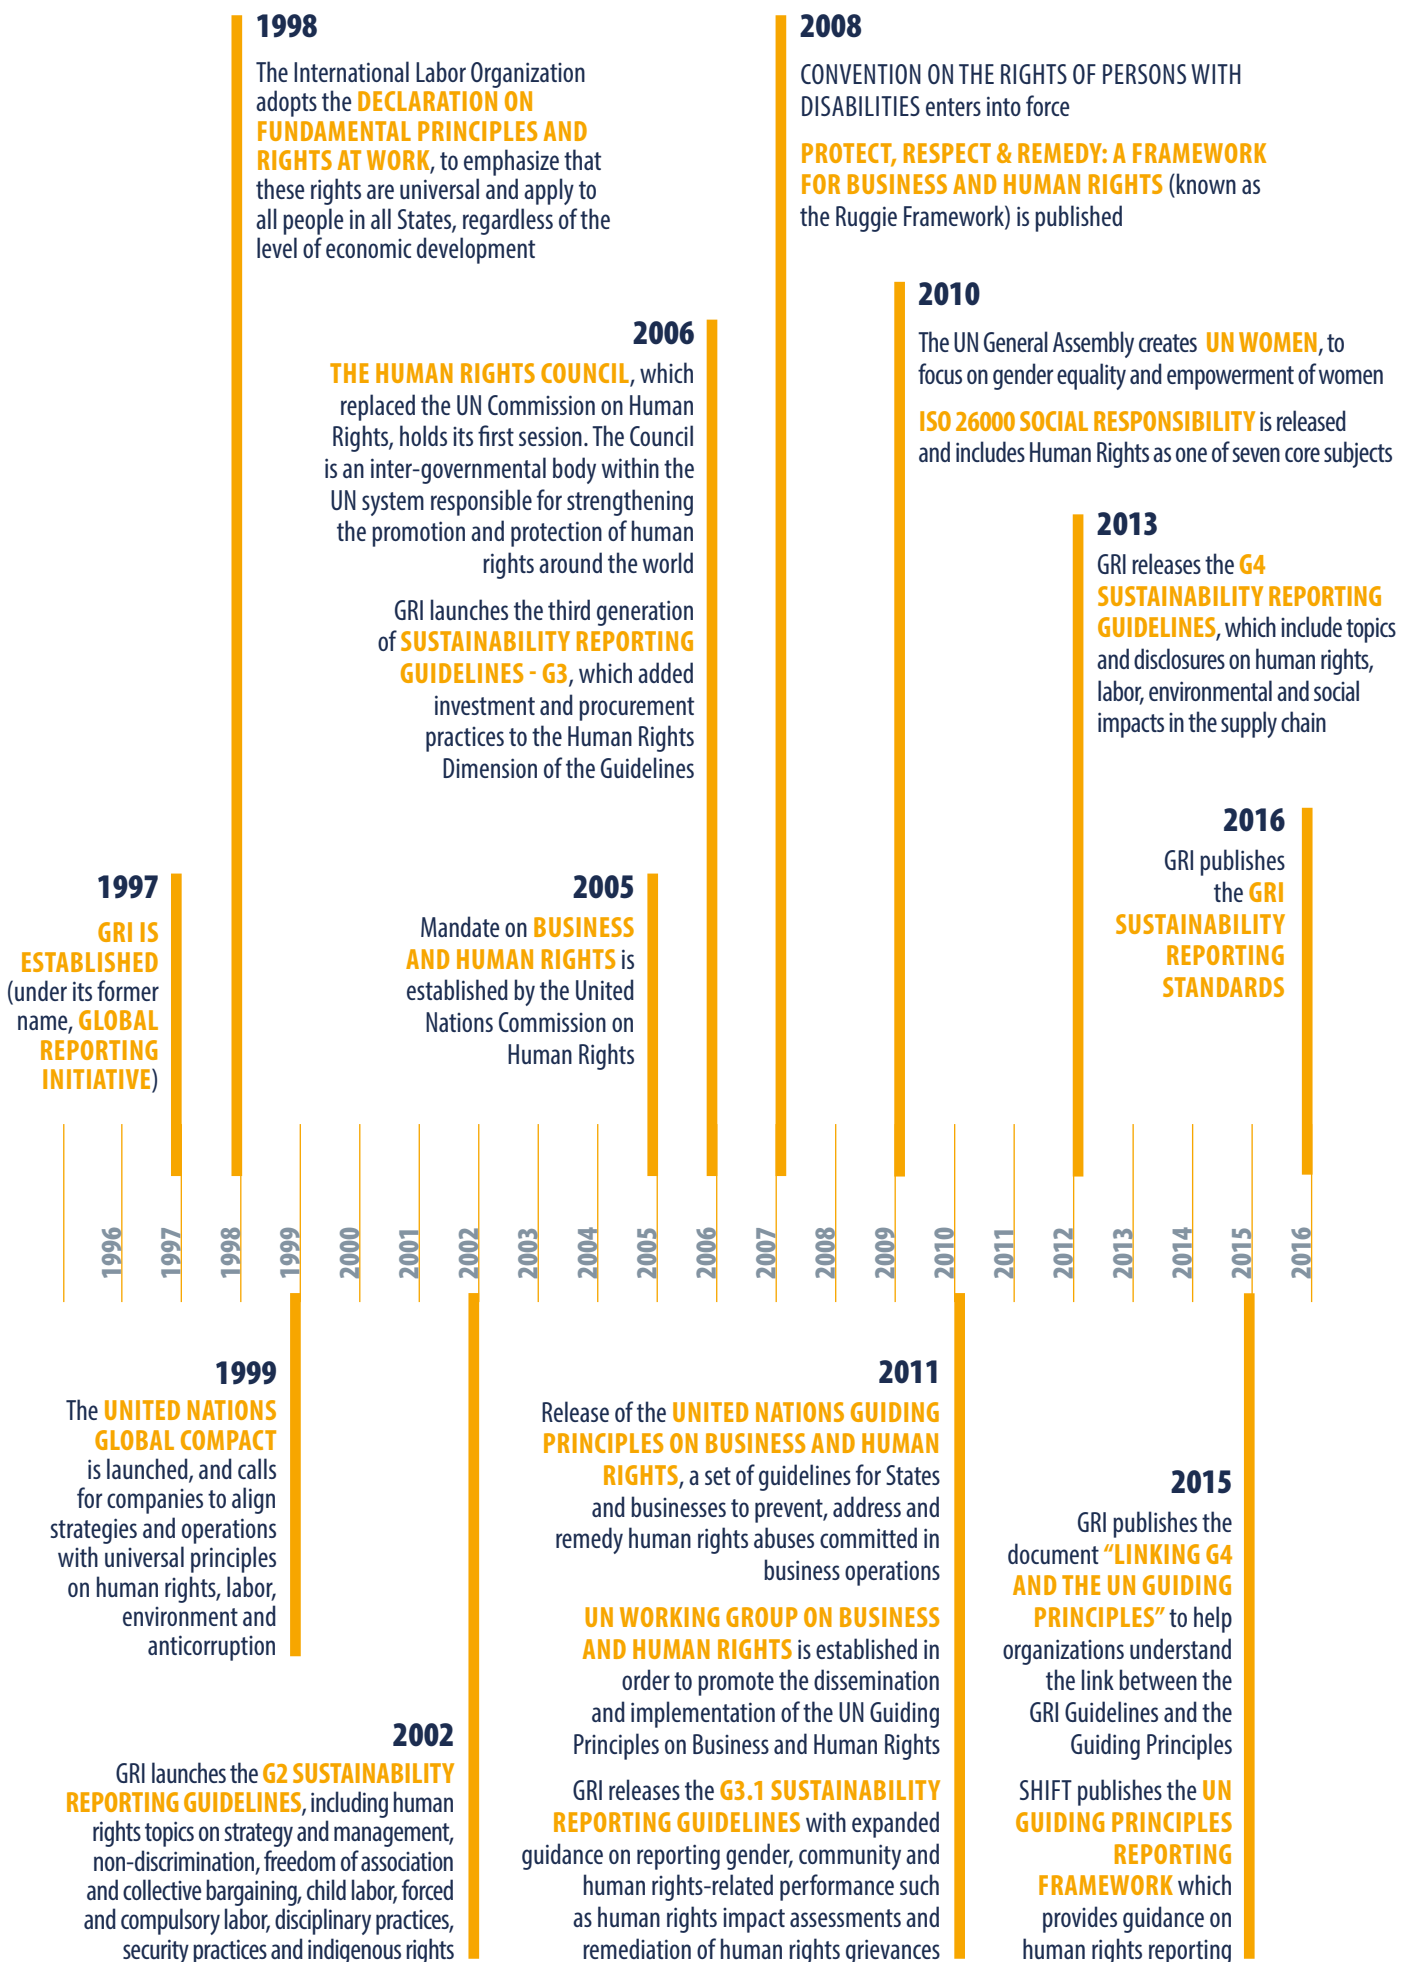 1998
The International Labor Organization
adopts the DECLARATION ON
FUNDAMENTAL PRINCIPLES AND
RIGHTS AT WORK, to emphasize that
these rights are universal and apply to
all people in all States, regardless of the
level of economic development
2008
CONVENTION ON THE RIGHTS OF PERSONS WITH
DISABILITIES enters into force
PROTECT, RESPECT & REMEDY: A FRAMEWORK
FOR BUSINESS AND HUMAN RIGHTS (known as
the Ruggie Framework) is published
2010
The UN General Assembly creates UN WOMEN, to
focus on gender equality and empowerment of women
ISO 26000 SOCIAL RESPONSIBILITY is released
and includes Human Rights as one of seven core subjects
2006
THE HUMAN RIGHTS COUNCIL, which
replaced the UN Commission on Human
Rights, holds its first session. The Council
is an inter-governmental body within the
UN system responsible for strengthening
the promotion and protection of human
rights around the world
GRI launches the third generation
of SUSTAINABILITY REPORTING
GUIDELINES - G3, which added
investment and procurement
practices to the Human Rights
Dimension of the Guidelines
2013
GRI releases the G4
SUSTAINABILITY REPORTING
GUIDELINES, which include topics
and disclosures on human rights,
labor, environmental and social
impacts in the supply chain
2016
GRI publishes
the GRI
SUSTAINABILITY
REPORTING
STANDARDS
1997
GRI IS
ESTABLISHED
(under its former
name, GLOBAL
REPORTING
INITIATIVE)
2005
Mandate on BUSINESS
AND HUMAN RIGHTS is
established by the United
Nations Commission on
Human Rights
1996
1997
1998
1999
2000
2001
2002
2003
2004
2005
2006
2007
2008
2009
2010
2011
2012
2013
2014
2015
2016
1999
The UNITED NATIONS
GLOBAL COMPACT
is launched, and calls
for companies to align
strategies and operations
with universal principles
on human rights, labor,
environment and
anticorruption
2002
GRI launches the G2 SUSTAINABILITY
REPORTING GUIDELINES, including human
rights topics on strategy and management,
non-discrimination, freedom of association
and collective bargaining, child labor, forced
and compulsory labor, disciplinary practices,
security practices and indigenous rights
2011
Release of the UNITED NATIONS GUIDING
PRINCIPLES ON BUSINESS AND HUMAN
RIGHTS, a set of guidelines for States
and businesses to prevent, address and
remedy human rights abuses committed in
business operations
UN WORKING GROUP ON BUSINESS
AND HUMAN RIGHTS is established in
order to promote the dissemination
and implementation of the UN Guiding
Principles on Business and Human Rights
GRI releases the G3.1 SUSTAINABILITY
REPORTING GUIDELINES with expanded
guidance on reporting gender, community and
human rights-related performance such
as human rights impact assessments and
remediation of human rights grievances
2015
GRI publishes the
document "LINKING G4
AND THE UN GUIDING
PRINCIPLES" to help
organizations understand
the link between the
GRI Guidelines and the
Guiding Principles
SHIFT publishes the UN
GUIDING PRINCIPLES
REPORTING
FRAMEWORK which
provides guidance on
human rights reporting